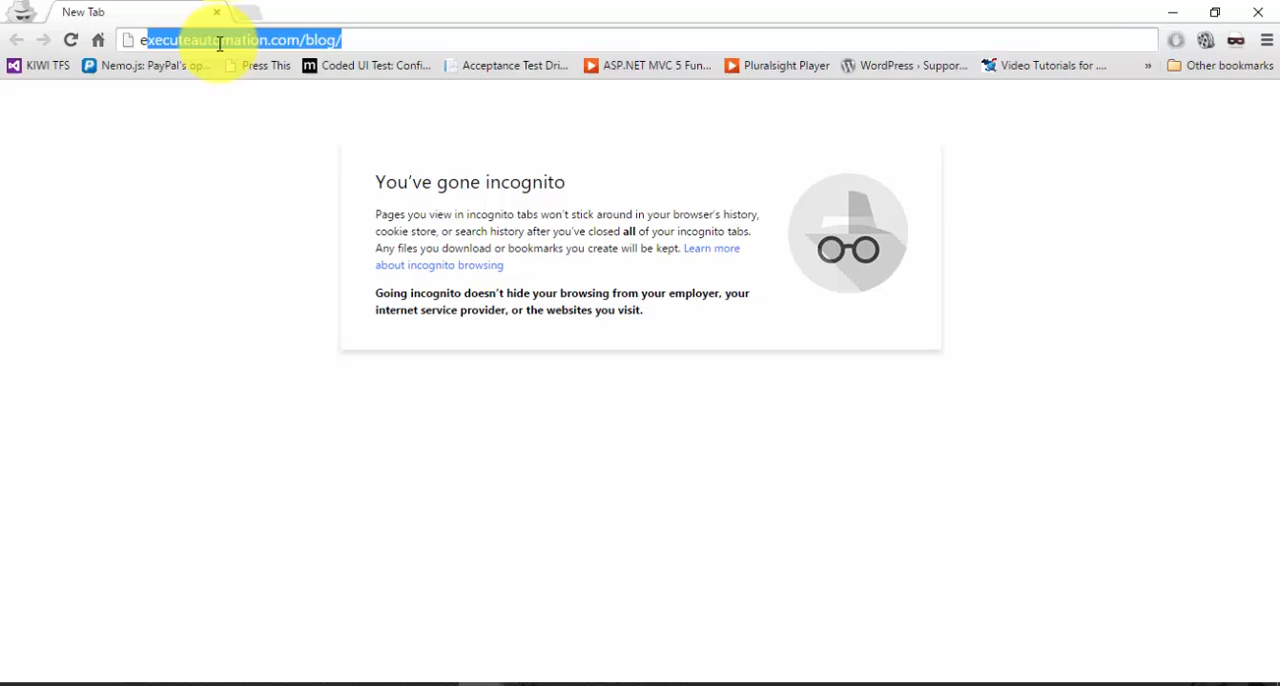 New Tab
executeautomation.com/blog/
KIWI TFS
Nemo.js: PayPal's op...
Press This
m Coded UI Test: Confi...
Acceptance Test Dri...
ASP.NET MVC 5 Fun...
Pluralsight Player
WordPress › Suppor...
Video Tutorials for ....
» Other bookmarks
You've gone incognito
Pages you view in incognito tabs won't stick around in your browser's history,
cookie store, or search history after you've closed all of your incognito tabs.
Any files you download or bookmarks you create will be kept. Learn more
about incognito browsing
Going incognito doesn't hide your browsing from your employer, your
internet service provider, or the websites you visit.